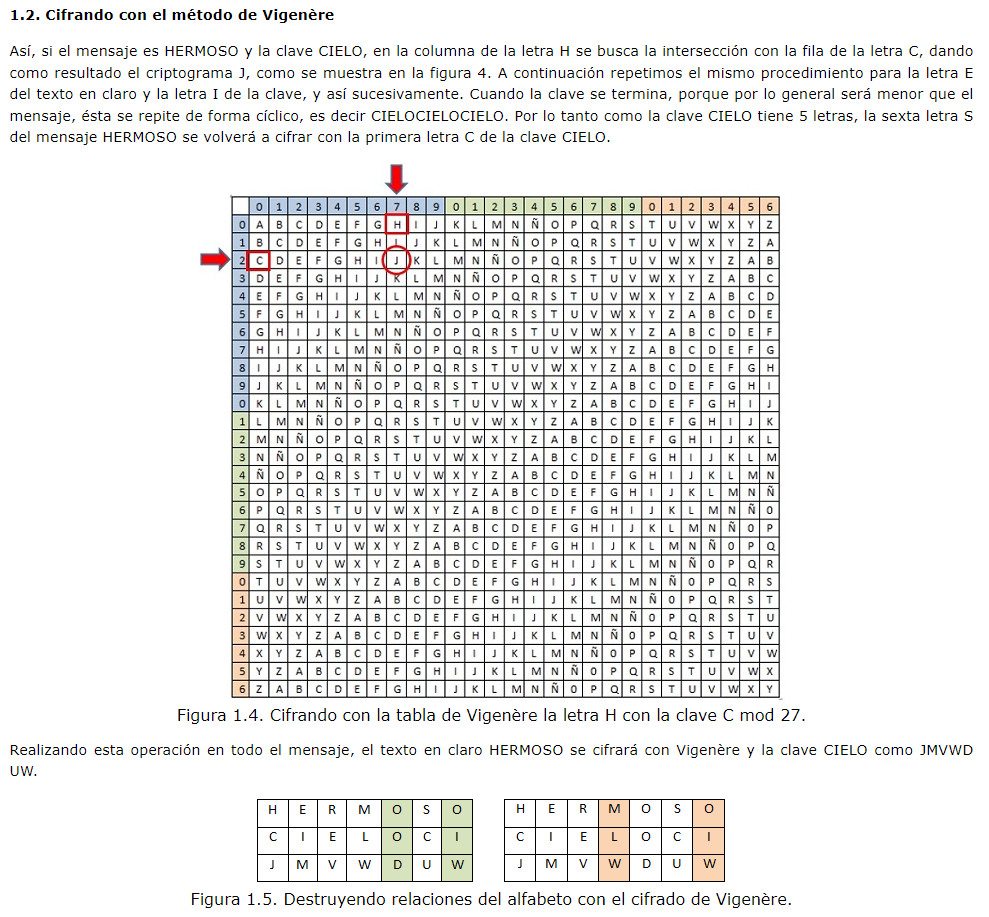 1.2. Cifrando con el método de Vigenère
Así, si el mensaje es HERMOSO y la clave CIELO, en la columna de la letra H se busca la intersección con la fila de la letra C, dando
como resultado el criptograma J, como se muestra en la figura 4. A continuación repetimos el mismo procedimiento para la letra E
del texto en claro y la letra I de la clave, y así sucesivamente. Cuando la clave se termina, porque por lo general será menor que el
mensaje, ésta se repite de forma cíclico, es decir CIELOCIELOCIELO. Por lo tanto como la clave CIELO tiene 5 letras, la sexta letra S
del mensaje HERMOSO se volverá a cifrar con la primera letra C de la clave CIELO.
0 1 2 3 4 5 6 7 8 9 0 1 2 3 4 5 6 7 8 9 0 1 2 3 4 5 6
0 A B C D E F G H I J K L M N Ñ O P Q R S T U V W X Y Z
1 B C D E F G H I J K L M N Ñ O P Q R S T U V W X Y Z A
2 C D E F G H I J K L M N Ñ O P Q R S T U V W X Y Z A B
3 D E F G H I J K L M N Ñ O P Q R S T U V W X Y Z A B C
4 E F G H I J K L M N Ñ O P Q R S T U V W X Y Z A B C D
5 F G H I J K L M N Ñ O P Q R S T U V W X Y Z A B C D E
6 G H I J K L M N Ñ O P Q R S T U V W X Y Z A B C D E F
7 H I J K L M N Ñ O P Q R S T U V W X Y Z A B C D E F G
8 I J K L M N Ñ O P Q R S T U V W X Y Z A B C D E F G H
9 J K L M N Ñ O P Q R S T U V W X Y Z A B C D E F G H I
0 K L M N Ñ O P Q R S T U V W X Y Z A B C D E F G H I J
1 L M N Ñ O P Q R S T U V W X Y Z A B C D E F G H I J K
2 M N Ñ O P Q R S T U V W X Y Z A B C D E F G H I J K L
3 N Ñ O P Q R S T U V W X Y Z A B C D E F G H I J K L M
4 Ñ O P Q R S T U V W X Y Z A B C D E F G H I J K L M N
5 O P Q R S T U V W X Y Z A B C D E F G H I J K L M N Ñ
6 P Q R S T U V W X Y Z A B C D E F G H I J K L M N Ñ O
7 Q R S T U V W X Y Z A B C D E F G H I J K L M N Ñ O P
8 R S T U V W X Y Z A B C D E F G H I J K L M N Ñ O P Q
9 S T U V W X Y Z A B C D E F G H I J K L M N Ñ O P Q R
0 T U V W X Y Z A B C D E F G H I J K L M N Ñ O P Q R S
1 U V W X Y Z A B C D E F G H I J K L M N Ñ O P Q R S T
2 V W X Y Z A B C D E F G H I J K L M N Ñ O P Q R S T U
3 W X Y Z A B C D E F G H I J K L M N Ñ O P Q R S T U V
4 X Y Z A B C D E F G H I J K L M N Ñ O P Q R S T U V W
5 Y Z A B C D E F G H I J K L M N Ñ O P Q R S T U V W X
6 Z A B C D E F G H I J K L M N Ñ O P Q R S T U V W X Y
Figura 1.4. Cifrando con la tabla de Vigenère la letra H con la clave C mod 27.
Realizando esta operación en todo el mensaje, el texto en claro HERMOSO se cifrará con Vigenère y la clave CIELO como JMVWD
UW.
H E R M O S O H E R M O S O
C I E L O C I C I E L O C I
J M V W D U W J M V W D U W
Figura 1.5. Destruyendo relaciones del alfabeto con el cifrado de Vigenère.